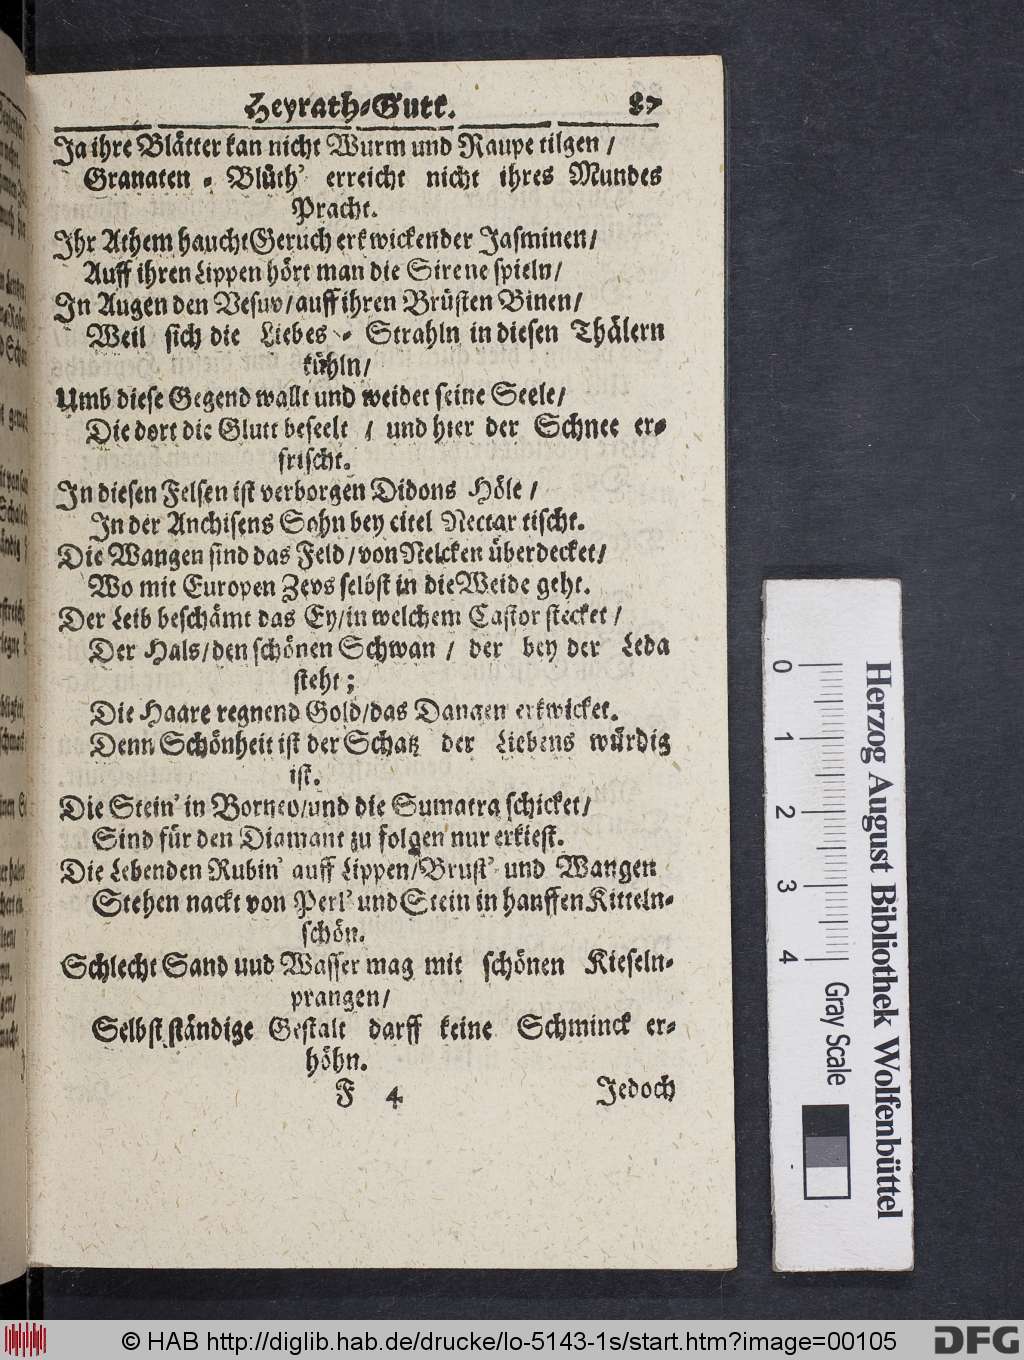 Heyrath-Gutt. 87
Ja ihre Blätter kan nicht Wurm und Raupe tilgen /
Granaten - Blüth' erreicht nicht ihres Mundes
Pracht.
Ihr Athem haucht Geruch erkwickender Jasminen /
Auff ihren Lippen hört man die Sirene spieln /
In Augen den Vesuv / auff ihren Brüsten Binen /
Weil sich die Liebes - Strahln in diesen Thälern
kühln /
Umb diese Gegend wallt und weidet seine Seele /
Die dort die Glutt beseelt / und hier der Schnee er-
frischt.
In diesen Felsen ist verborgen Didons Höle /
In der Anchisens Sohn bey eitel Nectar tischt.
Die Wangen sind das Feld / von Nelcken überdecket /
Wo mit Europen Zevs selbst in die Weide geht.
Der Leib beschämt das Ey / in welchem Castor stecket /
Der Hals / den schönen Schwan / der bey der Leda
steht ;
Die Haare regnend Gold / das Danaen erkwicket.
Denn Schönheit ist der Schatz der Liebens würdig
ist.
Die Stein' in Borneo / und die Sumatra schicket /
Sind für den Diamant zu folgen nur erkiest.
Die Lebenden Rubin' auff Lippen / Brust' und Wangen
Stehen nackt von Perl' und Stein in hanffen Kitteln-
schön.
Schlecht Sand uud Wasser mag mit schönen Kieseln-
prangen /
Selbst ständige Gestalt darff keine Schminck er-
höhn.
F 4 Jedoch
0 1 2 3 4
Herzog August Bibliothek Wolfenbüttel
Gray Scale
© HAB http://diglib.hab.de/drucke/lo-5143-1s/start.htm?image=00105
DFG